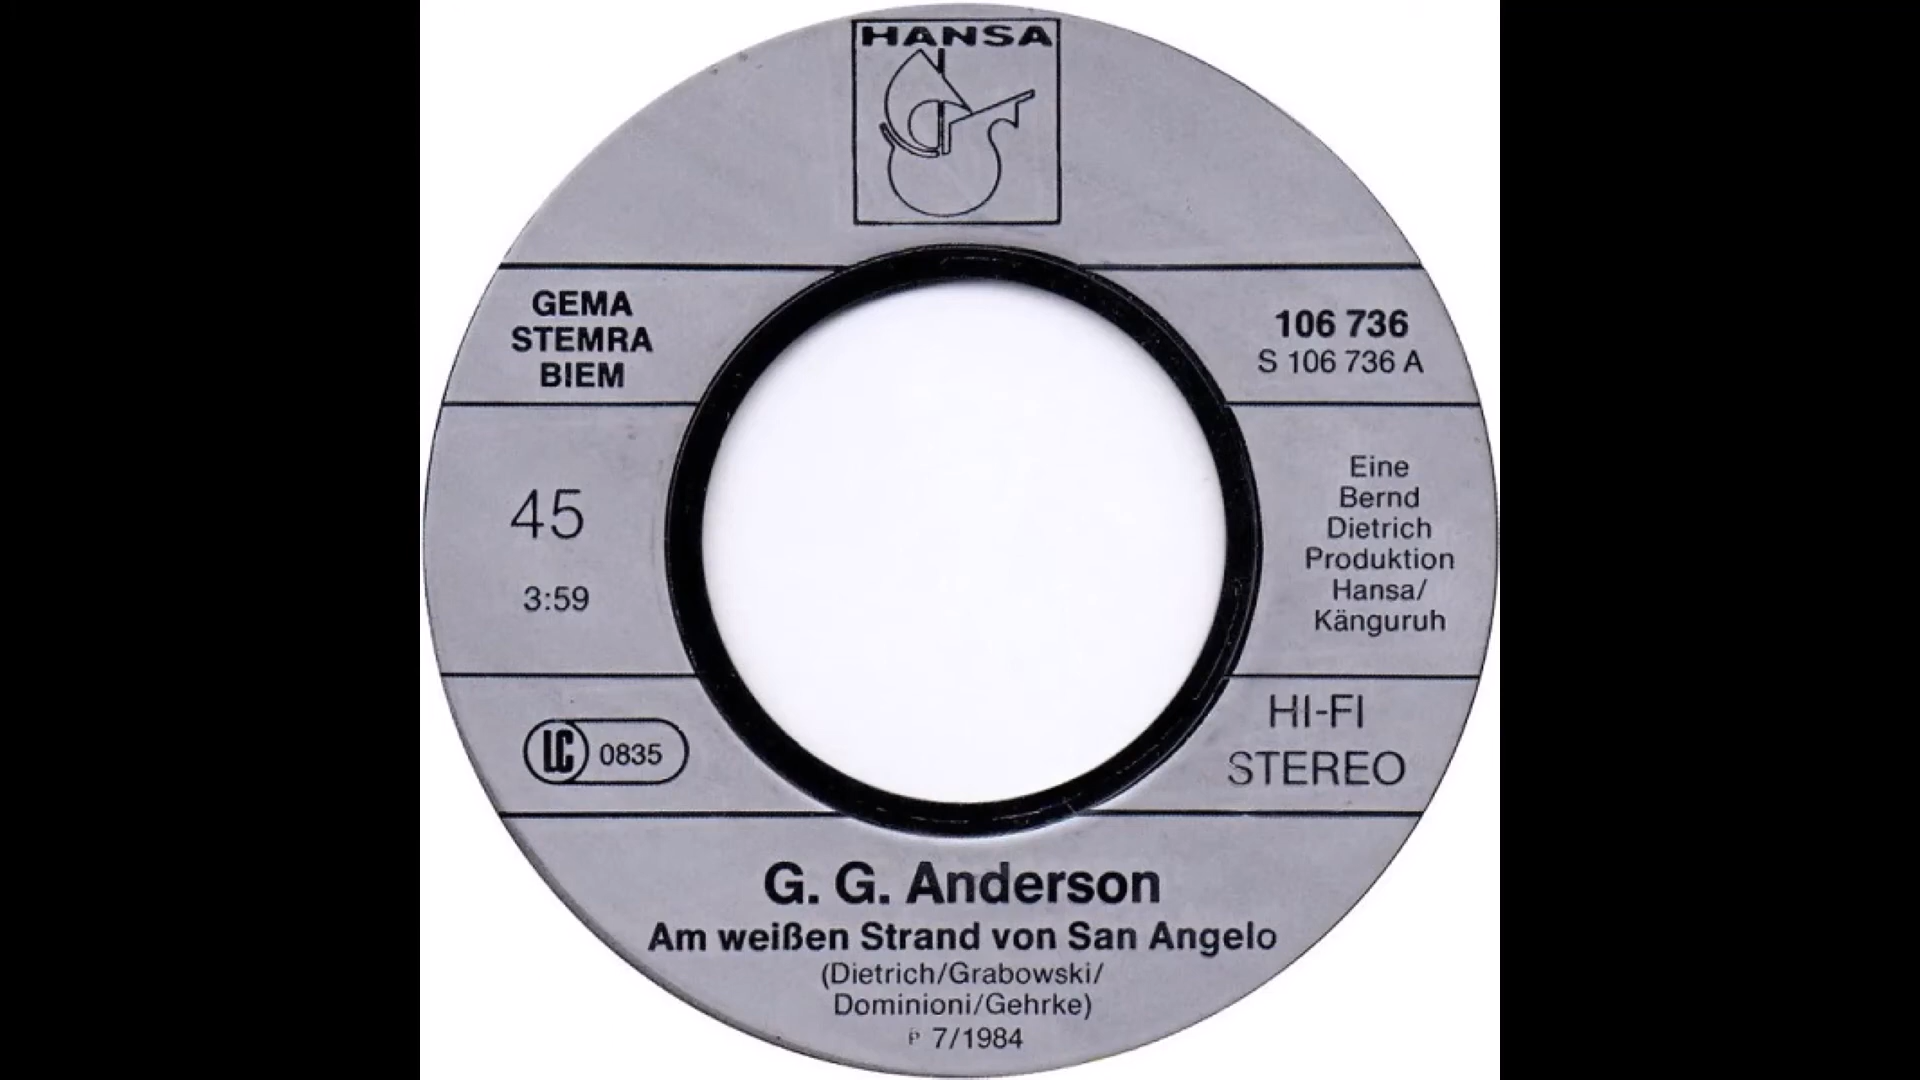 HANSA
GEMA
STEMRA
BIEM
106 736
S 106 736 A
45
3:59
Eine
Bernd
Dietrich
Produktion
Hansa/
Känguruh
LC 0835
HI-FI
STEREO
G. G. Anderson
Am weißen Strand von San Angelo
(Dietrich/Grabowski/
Dominioni/Gehrke)
℗ 7/1984